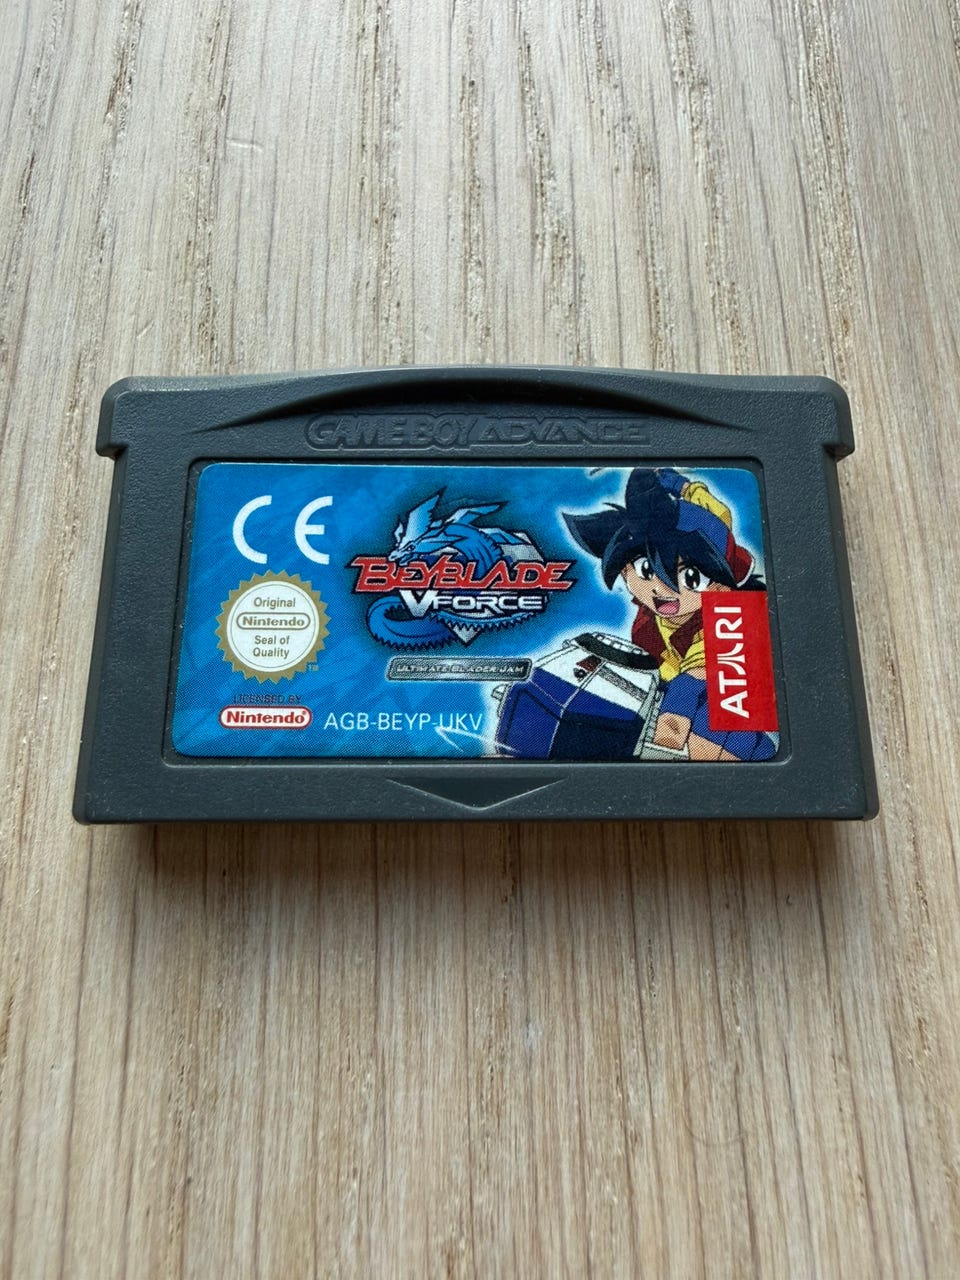 GAME BOY ADVANCE
CE
BEYBLADE
VFORCE
ULTIMATE BLADER JAM
Original
Nintendo
Seal of
Quality
TM
LICENSED BY
Nintendo
AGB-BEYP-UKV
ATARI